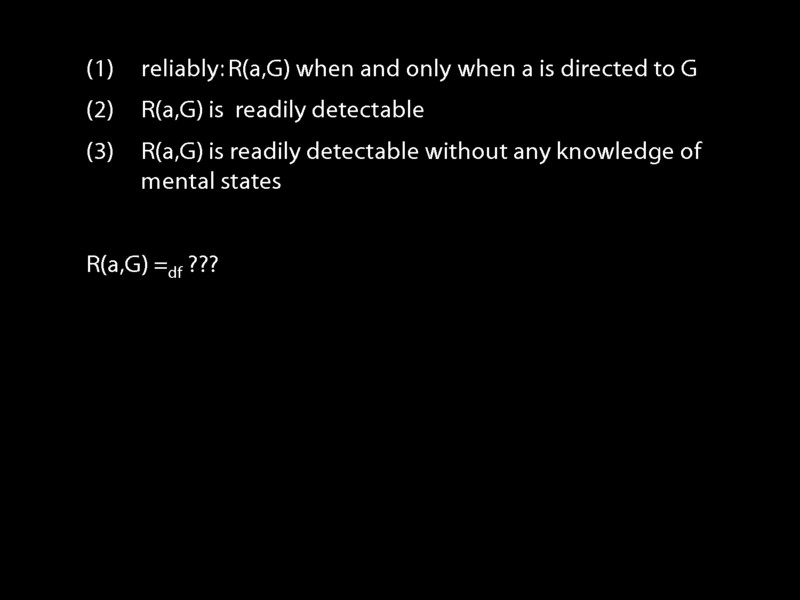 (1) reliably: R(a,G) when and only when a is directed to G
(2) R(a,G) is readily detectable
(3) R(a,G) is readily detectable without any knowledge of
mental states
R(a,G) =df ???